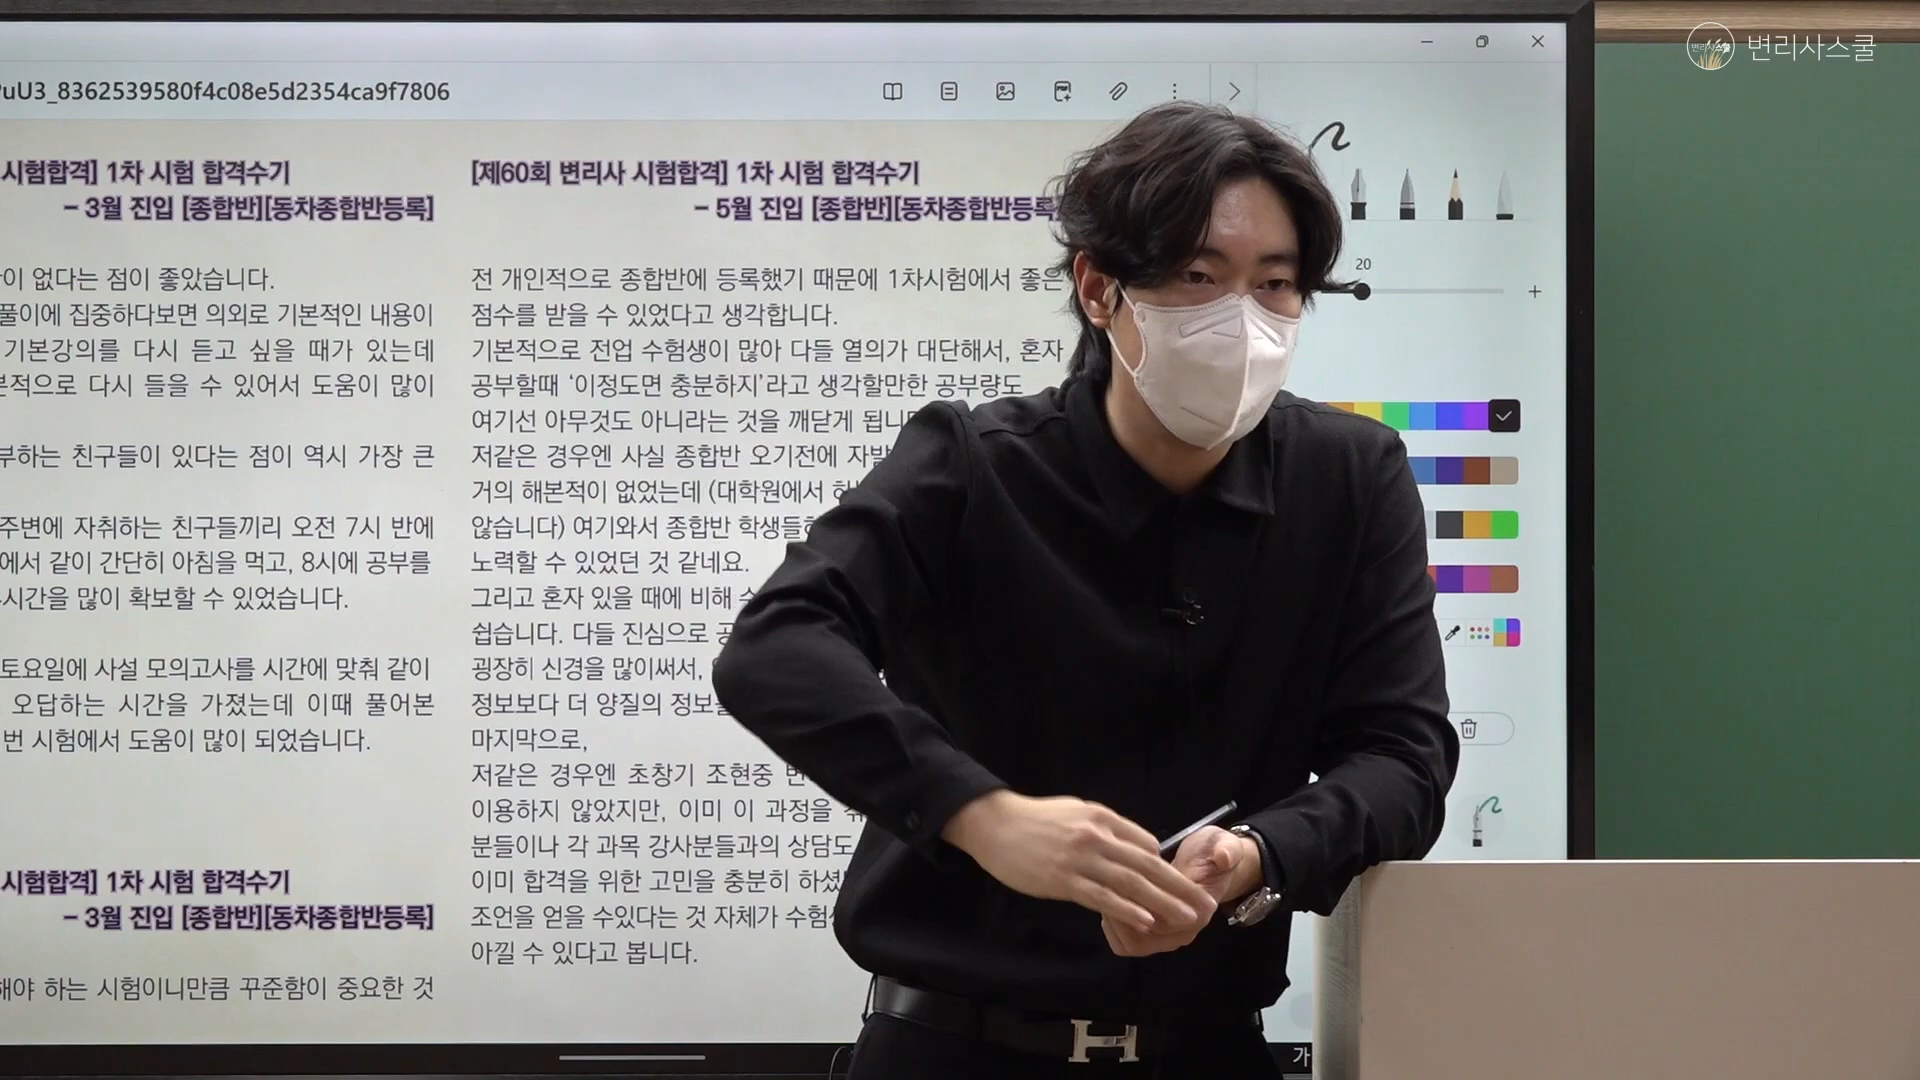 변리사스쿨
uU3_8362539580f4c08e5d2354ca9f7806
시험합격] 1차 시험 합격수기
– 3월 진입 [종합반][동차종합반등록]
없다는 점이 좋았습니다.
풀이에 집중하다보면 의외로 기본적인 내용이
기본강의를 다시 듣고 싶을 때가 있는데
다시 들을 수 있어서 도움이 많이
친구들이 있다는 점이 역시 가장 큰
주변에 자취하는 친구들끼리 오전 7시 반에
같이 간단히 아침을 먹고, 8시에 공부를
많이 확보할 수 있었습니다.
토요일에 사설 모의고사를 시간에 맞춰 같이
오답하는 시간을 가졌는데 이때 풀어본
번 시험에서 도움이 많이 되었습니다.
시험합격] 1차 시험 합격수기
– 3월 진입 [종합반][동차종합반등록]
하는 시험이니만큼 꾸준함이 중요한 것
[제60회 변리사 시험합격] 1차 시험 합격수기
– 5월 진입 [종합반][동차종합반등록
전 개인적으로 종합반에 등록했기 때문에 1차시험에서 좋은
점수를 받을 수 있었다고 생각합니다.
기본적으로 전업 수험생이 많아 다들 열의가 대단해서, 혼자
공부할때 ‘이정도면 충분하지’라고 생각할만한 공부량도
여기선 아무것도 아니라는 것을 깨닫게 됩니
저같은 경우엔 사실 종합반 오기전에
거의 해본적이 없었는데 (대학원에서
않습니다) 여기와서 종합반
노력할 수 있었던 것 같네요.
그리고 혼자 있을 때에 비해
쉽습니다. 다들 진심으로
굉장히 신경을 많이써서,
정보보다 더 양질의
마지막으로,
저같은 경우엔 초창기 조현중
이용하지 않았지만, 이미 이 과정을
분들이나 각 과목 강사분들과의 상담도
이미 합격을 위한 고민을 충분히
조언을 얻을 수있다는 것 자체가
아낄 수 있다고 봅니다.
20
가